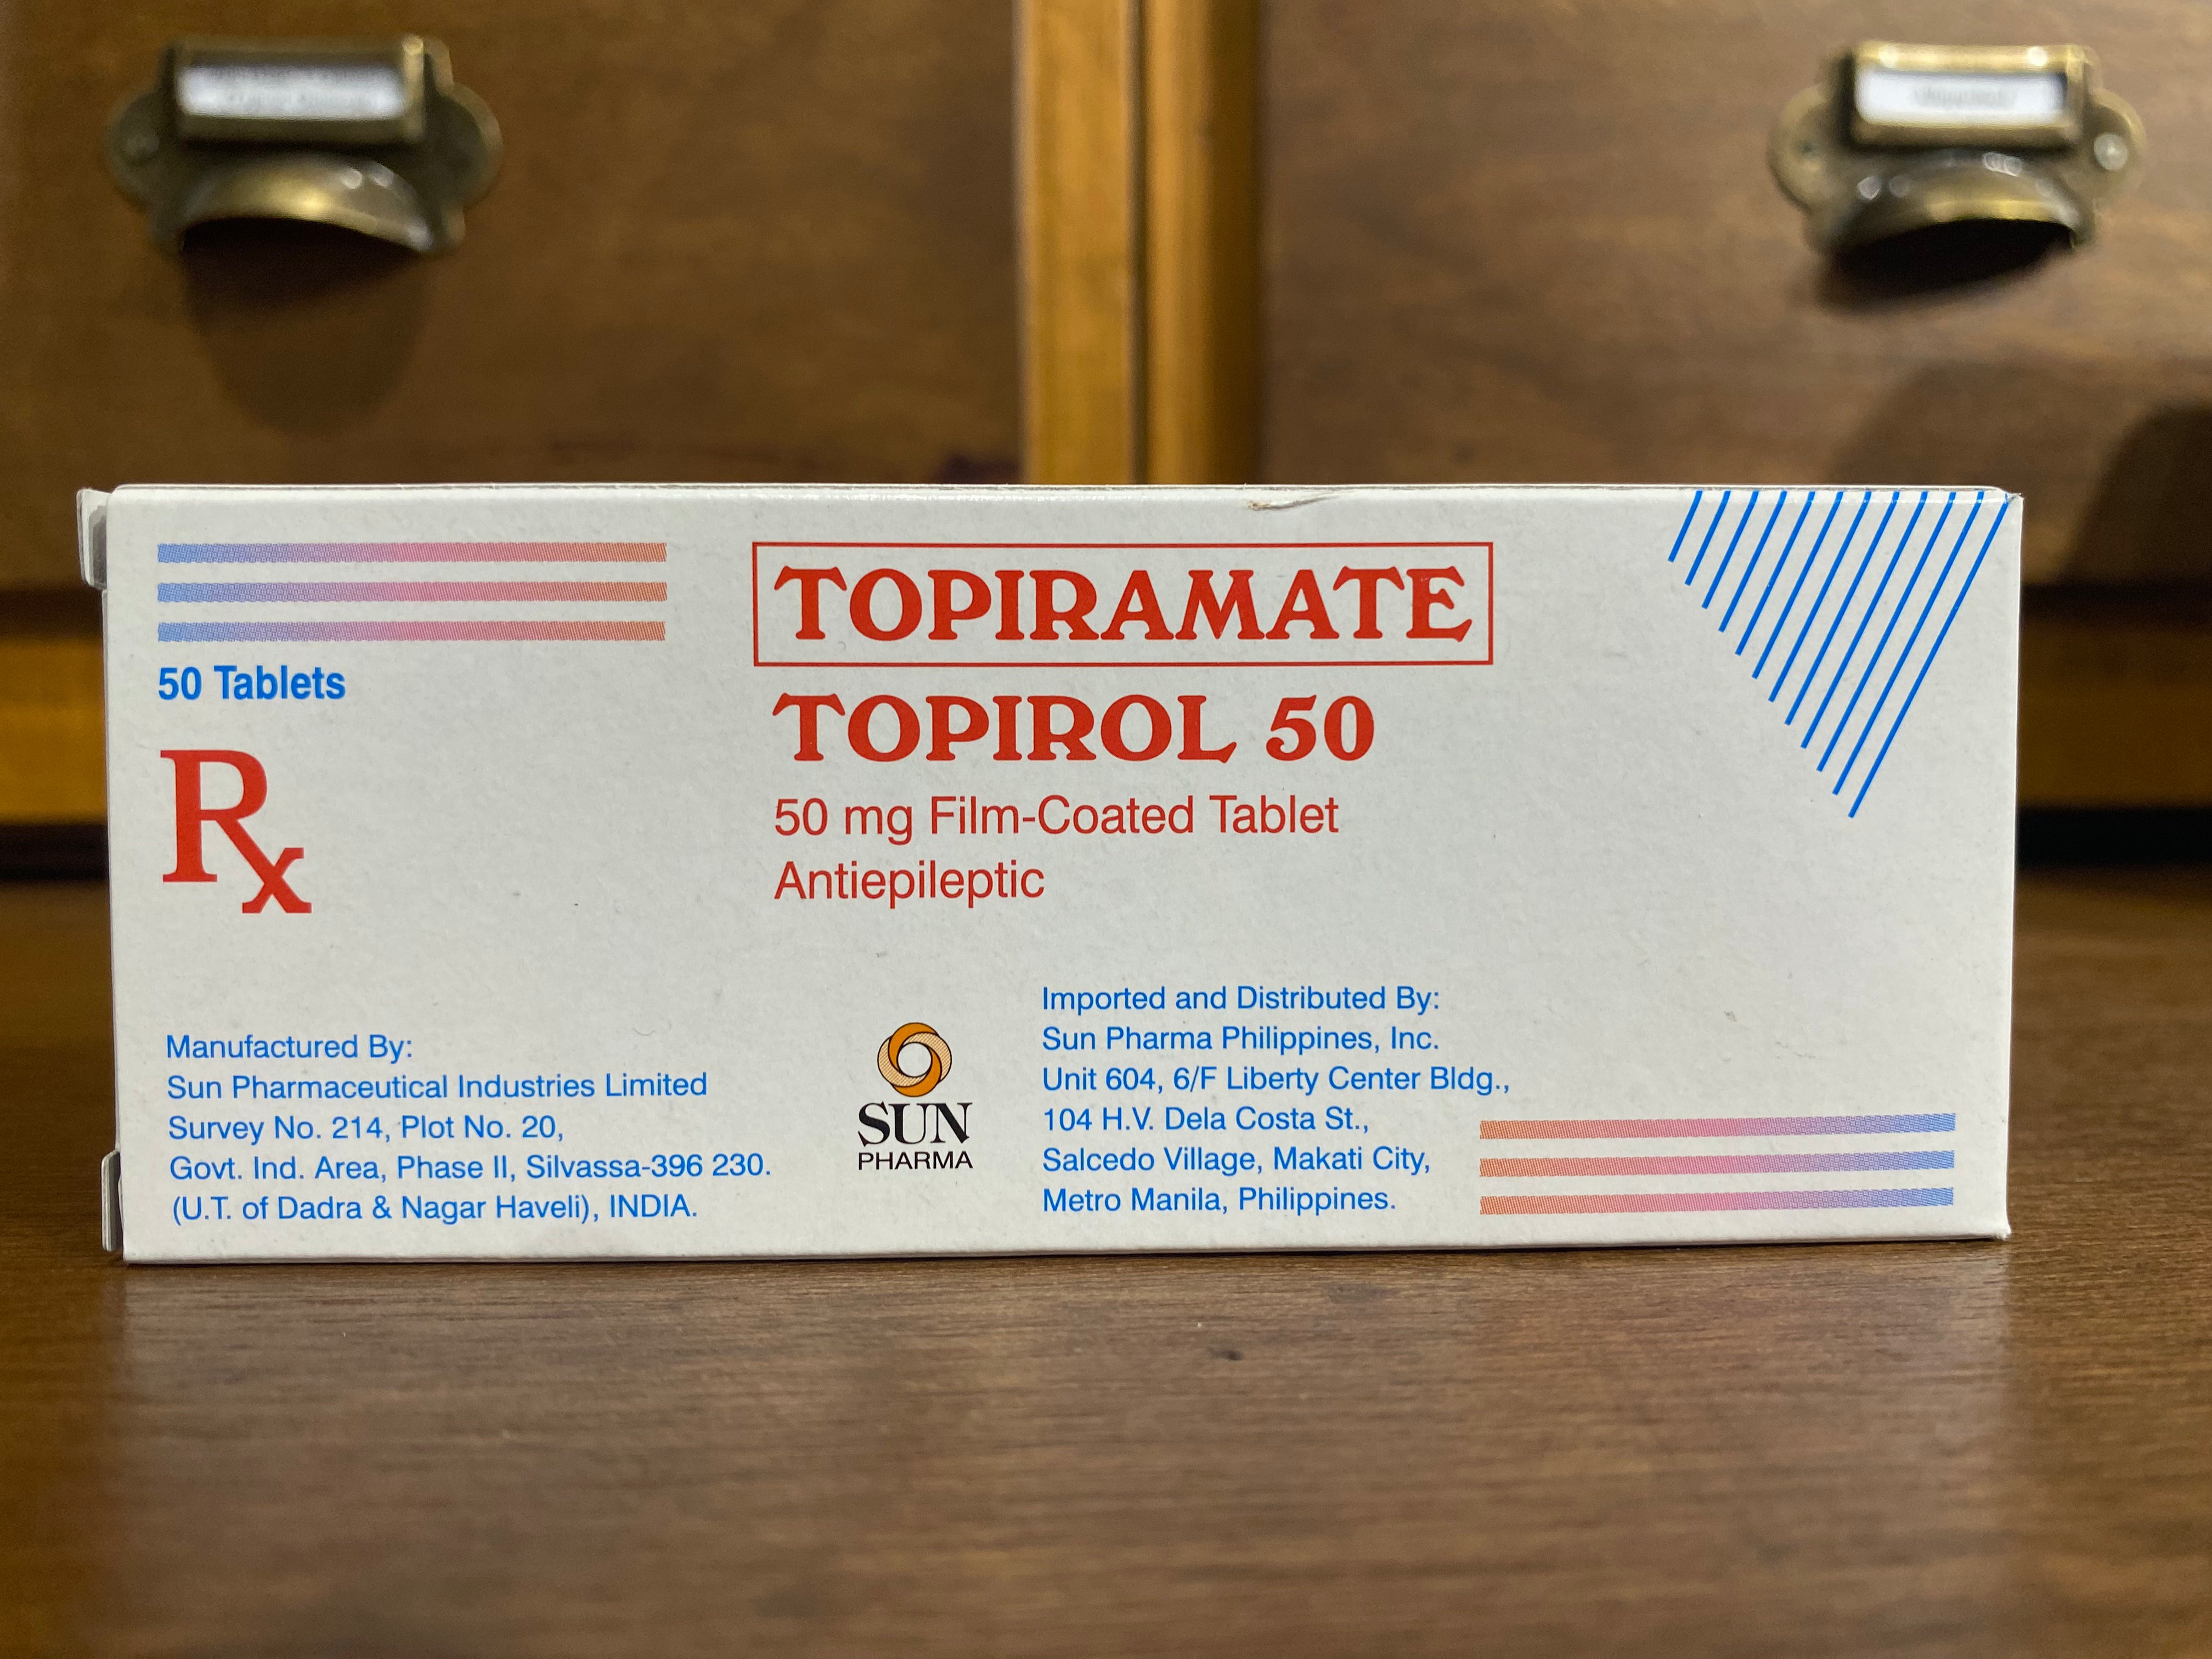 50 Tablets
Rx
TOPIRAMATE
TOPIROL 50
50 mg Film-Coated Tablet
Antiepileptic
Manufactured By:
Sun Pharmaceutical Industries Limited
Survey No. 214, Plot No. 20,
Govt. Ind. Area, Phase II, Silvassa-396 230.
(U.T. of Dadra & Nagar Haveli), INDIA.
SUN
PHARMA
Imported and Distributed By:
Sun Pharma Philippines, Inc.
Unit 604, 6/F Liberty Center Bldg.,
104 H.V. Dela Costa St.,
Salcedo Village, Makati City,
Metro Manila, Philippines.